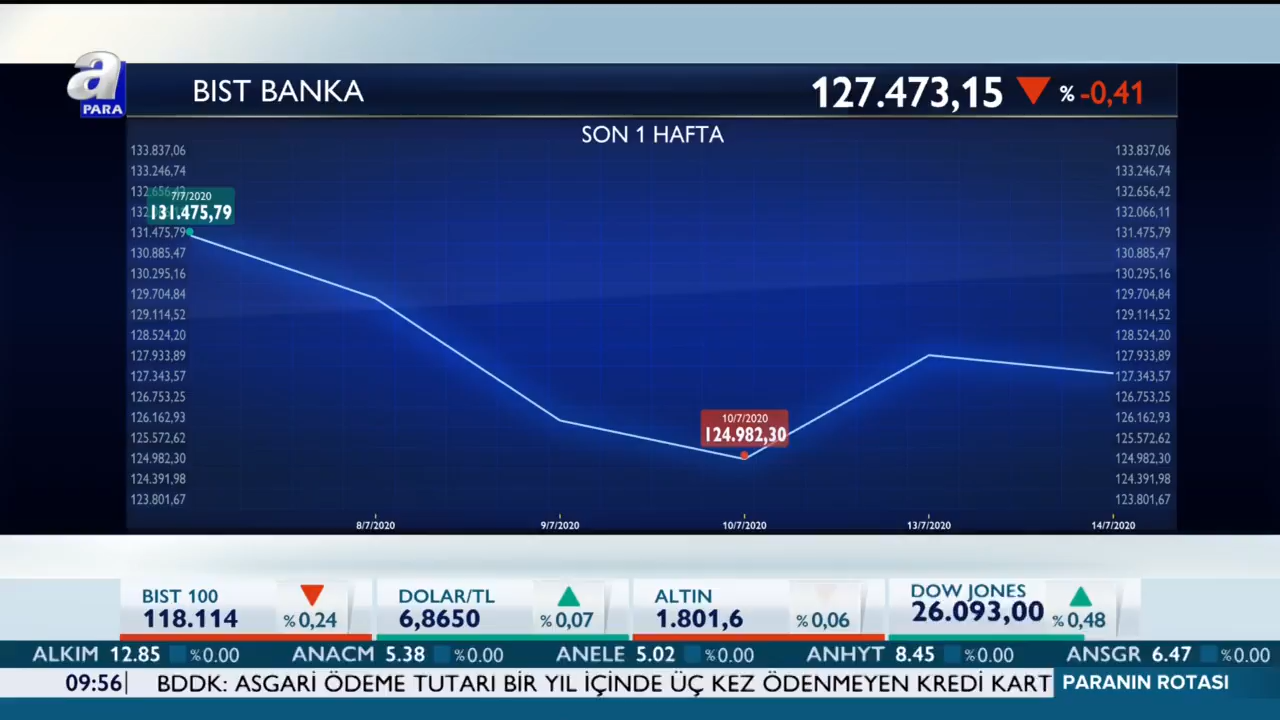 a
PARA
BIST BANKA
127.473,15 % -0,41
SON 1 HAFTA
133.837,06 133.837,06
133.246,74 133.246,74
132.656,42 132.656,42
7/7/2020
132.066,11
131.475,79
131.475,79 131.475,79
130.885,47 130.885,47
130.295,16 130.295,16
129.704,84 129.704,84
129.114,52 129.114,52
128.524,20 128.524,20
127.933,89 127.933,89
127.343,57 127.343,57
126.753,25 126.753,25
126.162,93 126.162,93
10/7/2020
124.982,30
125.572,62 125.572,62
124.982,30 124.982,30
124.391,98 124.391,98
123.801,67 123.801,67
8/7/2020 9/7/2020 10/7/2020 13/7/2020 14/7/2020
BIST 100
118.114 %0,24
DOLAR/TL
6,8650 %0,07
ALTIN
1.801,6 %0,06
DOW JONES
26.093,00 %0,48
ALKIM 12.85 %0.00 ANACM 5.38 %0.00 ANELE 5.02 %0.00 ANHYT 8.45 %0.00 ANSGR 6.47 %0.00
09:56 BDDK: ASGARİ ÖDEME TUTARI BİR YIL İÇİNDE ÜÇ KEZ ÖDENMEYEN KREDİ KART PARANIN ROTASI